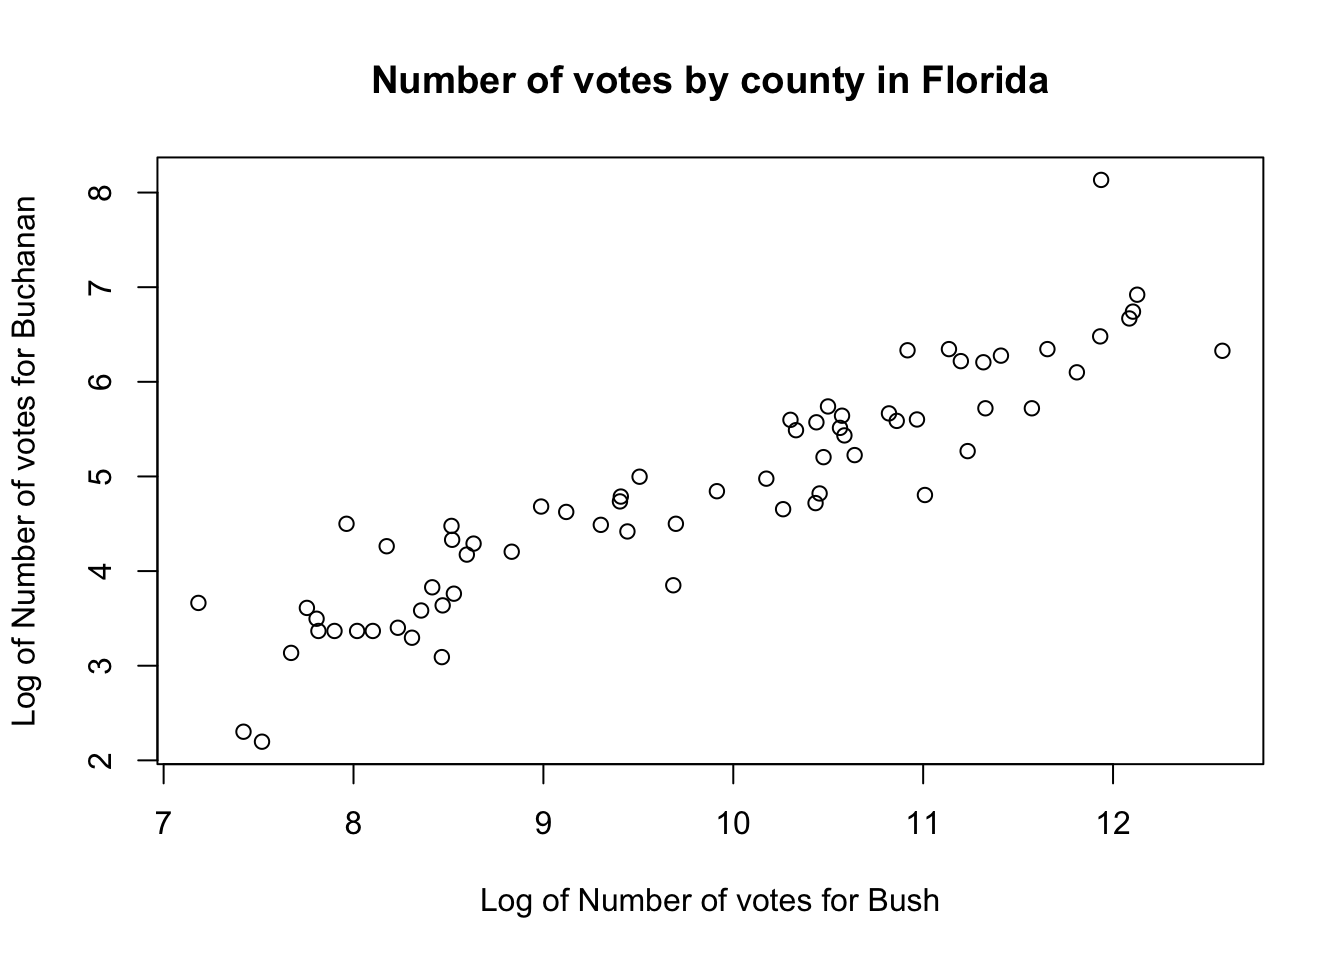 Number of votes by county in Florida
Log of Number of votes for Buchanan
8
7
6
5
4
3
2
7 8 9 10 11 12
Log of Number of votes for Bush